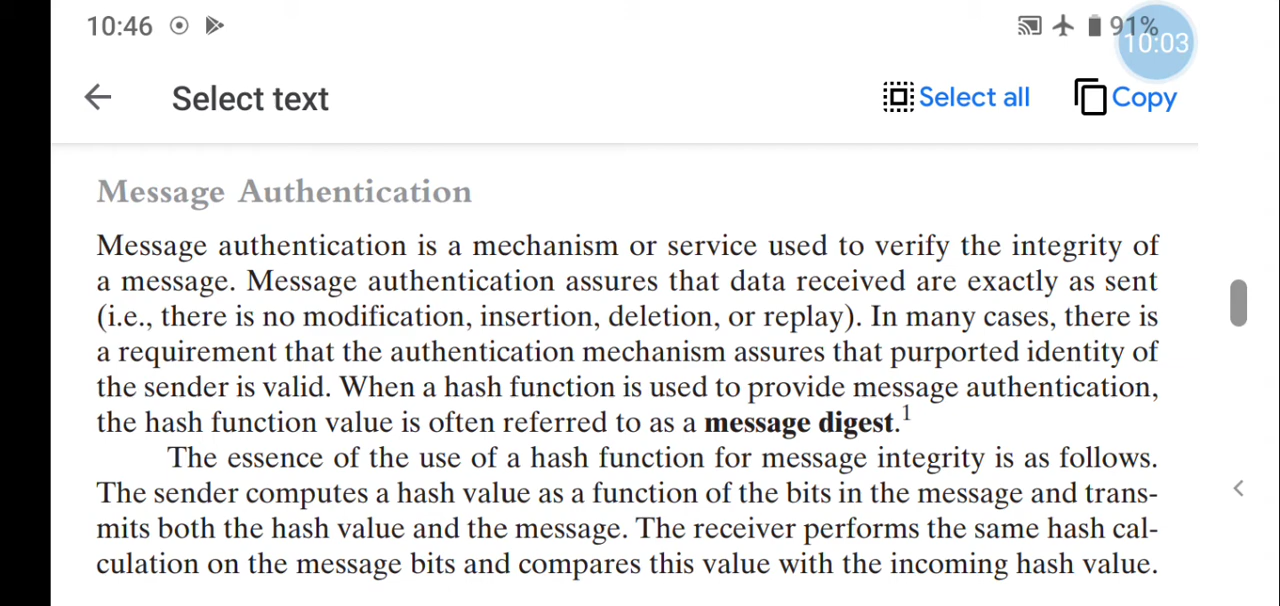 10:46 91%
10:03
Select text Select all Copy
Message Authentication
Message authentication is a mechanism or service used to verify the integrity of
a message. Message authentication assures that data received are exactly as sent
(i.e., there is no modification, insertion, deletion, or replay). In many cases, there is
a requirement that the authentication mechanism assures that purported identity of
the sender is valid. When a hash function is used to provide message authentication,
the hash function value is often referred to as a message digest.1
The essence of the use of a hash function for message integrity is as follows.
The sender computes a hash value as a function of the bits in the message and trans-
mits both the hash value and the message. The receiver performs the same hash cal-
culation on the message bits and compares this value with the incoming hash value.